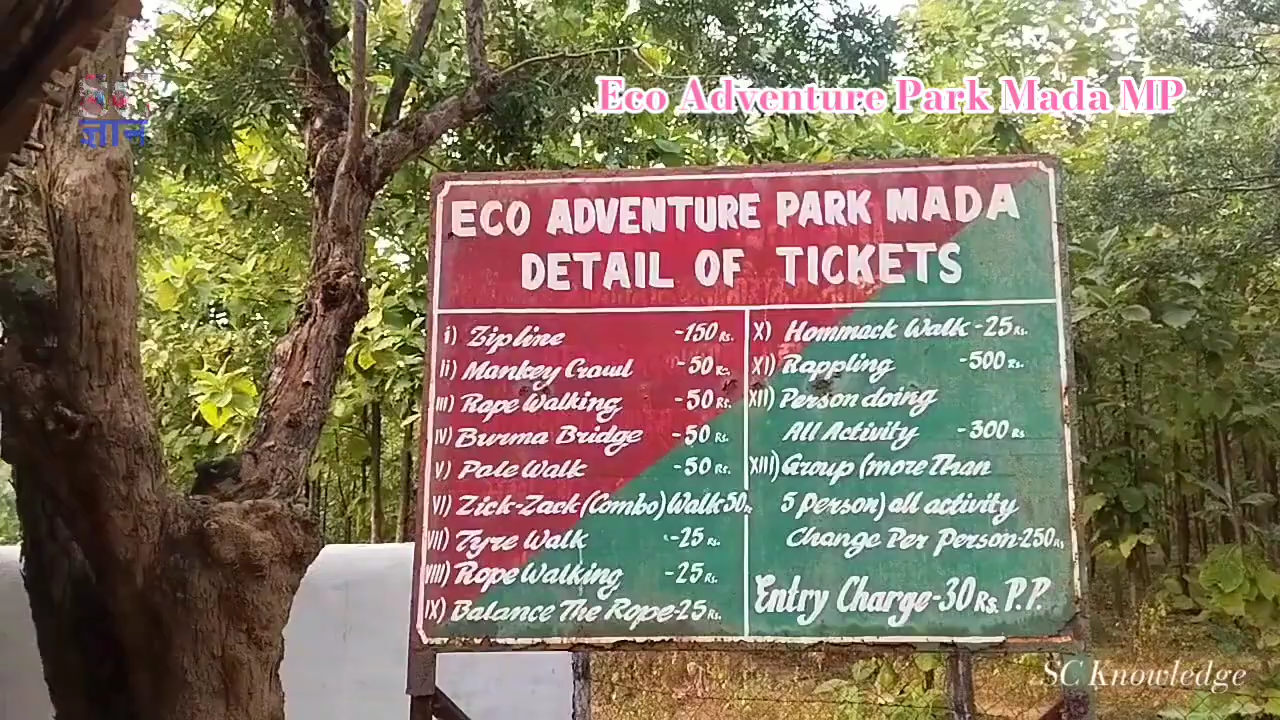 Eco Adventure Park Mada MP
ज्ञान
ECO ADVENTURE PARK MADA
DETAIL OF TICKETS
i) Zip line -150 Rs.
ii) Mankey Crawl -50 Rs.
III) Rope Walking -50 Rs.
IV) Burma Bridge -50 Rs.
V) Pale Walk -50 Rs.
VI) Zick-Zack (Combo) Walk 50 Rs.
VII) Tyre Walk -25 Rs.
VIII) Rope Walking -25 Rs.
IX) Balance The Rope-25 Rs.
X) Hommack Walk -25 Rs.
XI) Rappling -500 Rs.
XII) Person doing
All Activity -300 Rs
XIII) Group (more Than
5 Person) all activity
Change Per Person-250 Rs
Entry Charge-30 Rs. P.P.
SC Knowledge